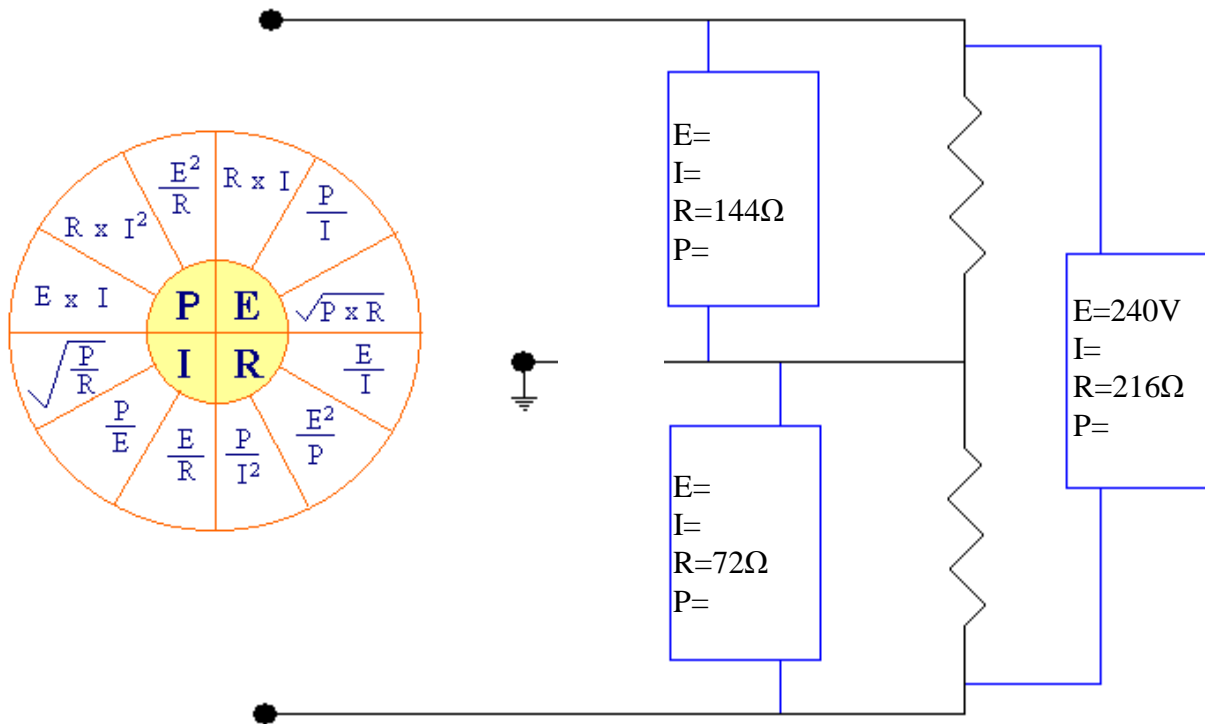 E²/R
R x I
P/I
R x I²
E x I
√P x R
P E
I R
√P/R
E/I
P/E
E/R
P/I²
E²/P
E=
I=
R=144Ω
P=
E=240V
I=
R=216Ω
P=
E=
I=
R=72Ω
P=